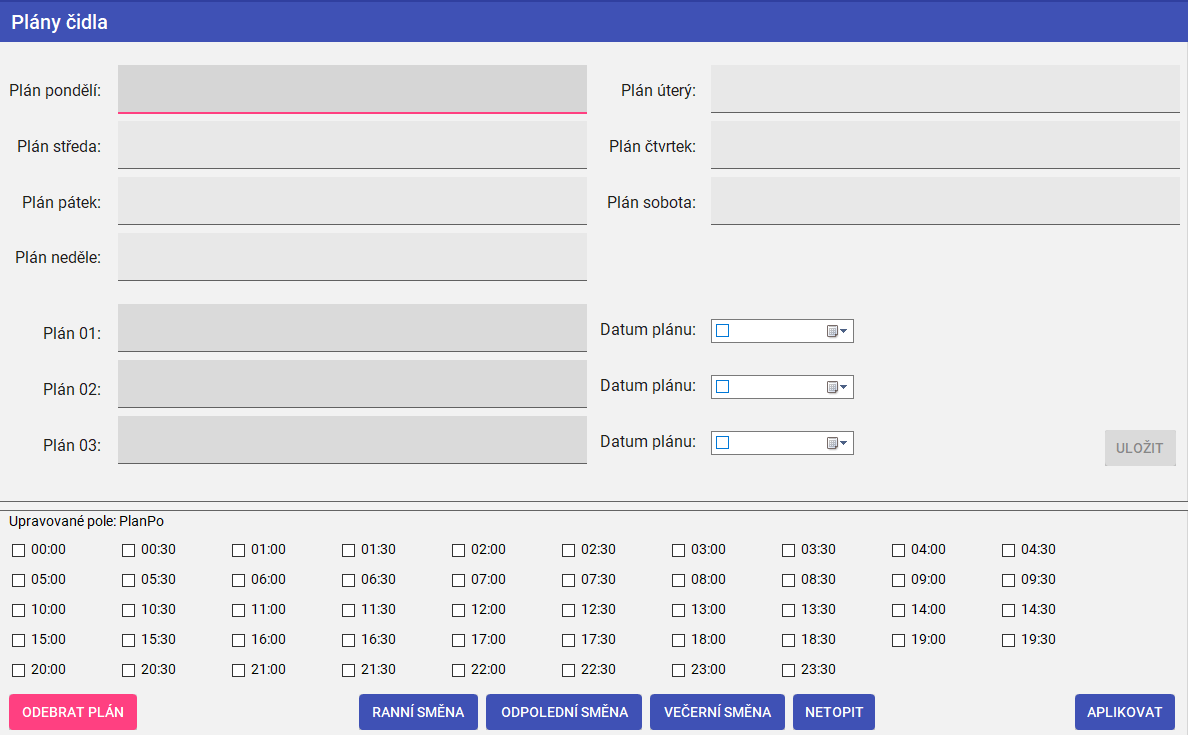 Plány čidla
Plán pondělí: Plán úterý:
Plán středa: Plán čtvrtek:
Plán pátek: Plán sobota:
Plán neděle:
Plán 01: Datum plánu:
Plán 02: Datum plánu:
Plán 03: Datum plánu:
ULOŽIT
Upravované pole: PlanPo
00:00 00:30 01:00 01:30 02:00 02:30 03:00 03:30 04:00 04:30
05:00 05:30 06:00 06:30 07:00 07:30 08:00 08:30 09:00 09:30
10:00 10:30 11:00 11:30 12:00 12:30 13:00 13:30 14:00 14:30
15:00 15:30 16:00 16:30 17:00 17:30 18:00 18:30 19:00 19:30
20:00 20:30 21:00 21:30 22:00 22:30 23:00 23:30
ODEBRAT PLÁN RANNÍ SMĚNA ODPOLEDNÍ SMĚNA VEČERNÍ SMĚNA NETOPIT APLIKOVAT